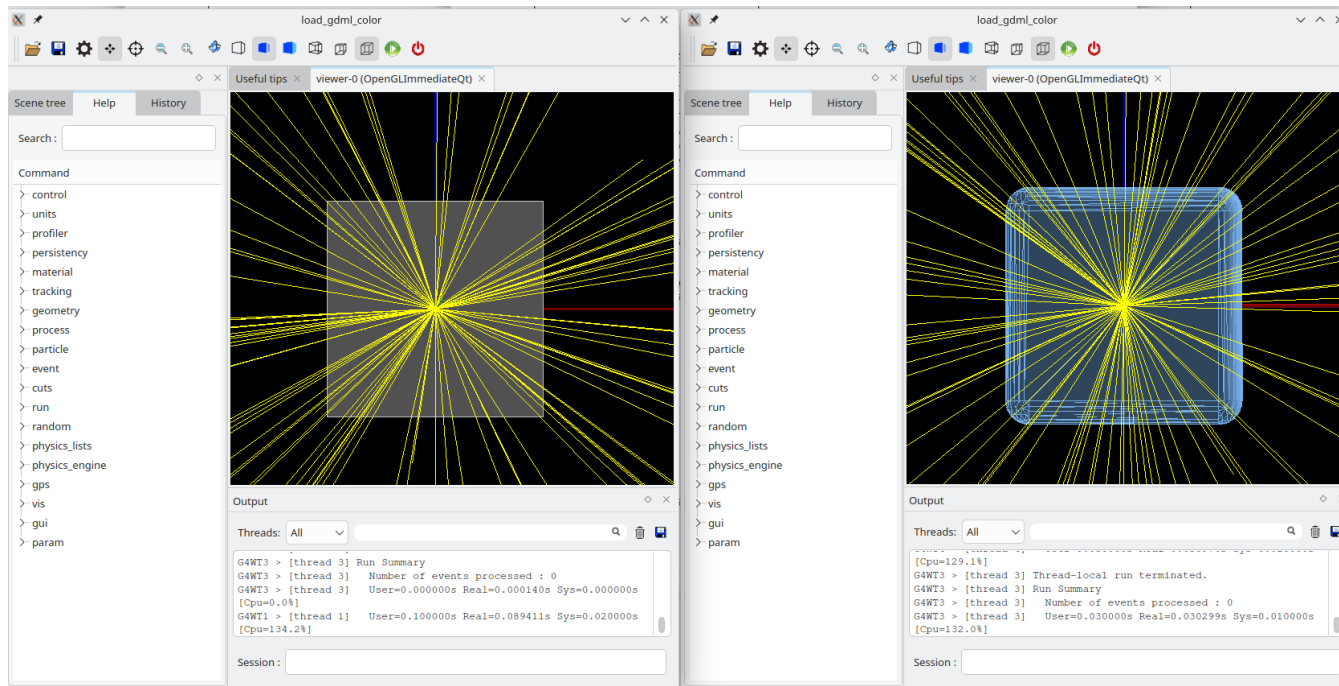 load_gdml_color
Useful tips
viewer-0 (OpenGLImmediateQt)
Scene tree
Help
History
Search :
Command
control
units
profiler
persistency
material
tracking
geometry
process
particle
event
cuts
run
random
physics_lists
physics_engine
gps
vis
gui
param
Output
Threads:
All
G4WT3 > [thread 3] Run Summary
G4WT3 > [thread 3]   Number of events processed : 0
G4WT3 > [thread 3]   User=0.000000s Real=0.000140s Sys=0.000000s
[Cpu=0.0%]
G4WT1 > [thread 1]   User=0.100000s Real=0.089411s Sys=0.020000s
[Cpu=134.2%]
Session :
load_gdml_color
Useful tips
viewer-0 (OpenGLImmediateQt)
Scene tree
Help
History
Search :
Command
control
units
profiler
persistency
material
tracking
geometry
process
particle
event
cuts
run
random
physics_lists
physics_engine
gps
vis
gui
param
Output
Threads:
All
[Cpu=129.1%]
G4WT3 > [thread 3] Thread-local run terminated.
G4WT3 > [thread 3] Run Summary
G4WT3 > [thread 3]   Number of events processed : 0
G4WT3 > [thread 3]   User=0.030000s Real=0.030299s Sys=0.010000s
[Cpu=132.0%]
Session :